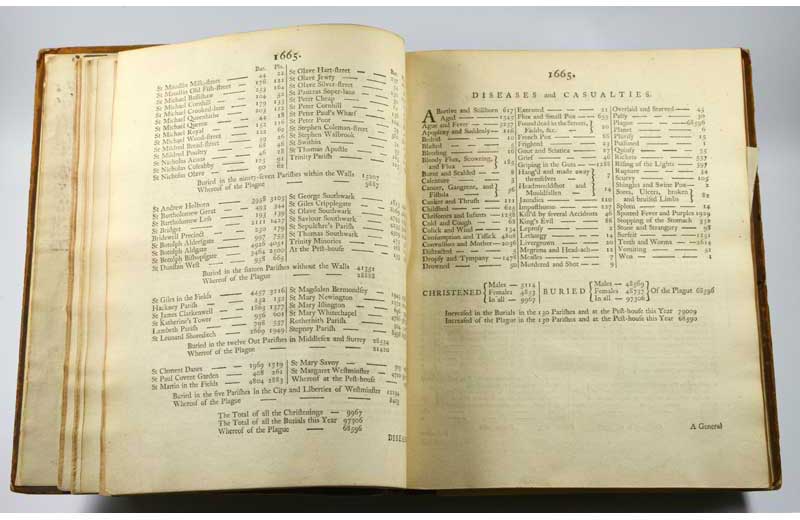 1665.
Bur. Pla.
St Maudlin Milk-street — 44 22
St Maudlin Old Fish-street — 176 121
St Michael Bassishaw — 253 164
St Michael Cornhill — 104 52
St Michael Crooked-lane — 179 133
St Michael Queenhithe — 203 122
St Michael Quernie — 44 18
St Michael Royal — 152 116
St Michael Wood-street — 122 62
St Mildred Bread-street — 59 26
St Mildred Poultry — 68 46
St Nicholas Acons — 46 28
St Nicholas Coleabby — 125 91
St Nicholas Olave — 90 62
St Olave Hart-street
St Olave Jewry
St Olave Silver-street
St Pancras Soper-lane
St Peter Cheap
St Peter Cornhill
St Peter Paul's Wharf
St Peter Poor
St Stephen Coleman-street
St Stephen Walbrook
St Swithin
St Thomas Apostle
Trinity Parish
Buried in the ninety-seven Parishes within the Walls 15207
Whereof of the Plague — 9887
St Andrew Holborn 3958 3103
St Bartholomew Great — 493 344
St Bartholomew Less — 193 139
St Bridget — 2111 1427
Bridewell Precinct — 230 179
St Botolph Aldersgate — 997 755
St Botolph Aldgate — 4926 4051
St Botolph Bishopsgate — 3464 2500
St Dunstan West — 958 665
St George Southwark
St Giles Cripplegate
St Olave Southwark
St Saviour Southwark
St Sepulchre's Parish
St Thomas Southwark
Trinity Minories
At the Pest-house
Buried in the sixteen Parishes without the Walls 41351
Whereof of the Plague — 28888
St Giles in the Fields — 4457 3216
Hackney Parish — 232 132
St James Clarkenwell — 1863 1377
St Katherine's Tower — 956 601
Lambeth Parish — 798 537
St Leonard Shoreditch — 2669 1949
St Magdalen Bermondsey
St Mary Newington
St Mary Islington
St Mary Whitechapel
Rotherhith Parish
Stepney Parish
Buried in the twelve Out Parishes in Middlesex and Surrey 28554
Whereof of the Plague — 21420
St Clement Danes — 1969 1319
St Paul Covent Garden — 408 261
St Martin in the Fields — 4804 2883
St Mary Savoy
St Margaret Westminster
Whereof at the Pest-house
Buried in the five Parishes in the City and Liberties of Westminster 12194
Whereof of the Plague — 8403
The Total of all the Christenings — 9967
The Total of all the Burials this Year 97306
Whereof of the Plague — 68596
DISEAS
1665.
DISEASES and CASUALTIES.
Abortive and Stillborn 617
Aged — 1545
Ague and Fever — 5257
Apoplexy and Suddenly — 116
Bedrid — 10
Blasted — 5
Bleeding — 16
Bloody Flux, Scowring, and Flux — 185
Burnt and Scalded — 8
Calenture — 3
Cancer, Gangrene, and Fistula 56
Canker and Thrush — 111
Childbed — 625
Chrisomes and Infants — 1258
Cold and Cough — 68
Colick and Wind — 134
Consumption and Tissick 4808
Convulsion and Mother — 2036
Distracted — 5
Dropsy and Tympany — 1478
Drowned — 50
Executed — 21
Flux and Small Pox — 655
Found dead in the Streets, Fields, &c. 20
French Pox — 86
Frighted — 23
Gout and Sciatica — 27
Grief — 46
Griping in the Guts — 1288
Hang'd and made away themselves 7
Headmouldshot and Mouldfallen 14
Jaundies — 110
Imposthume — 227
Kill'd by several Accidents 46
King's Evil — 86
Leprosy — 2
Lethargy — 14
Livergrown — 20
Measles — 7
Megrims and Head-ach — 12
Murdered and Shot — 9
Overlaid and Starved — 45
Palsy — 30
Plague — 68596
Planet — 6
Plurisy — 15
Poisoned — 1
Quinsy — 35
Rickets — 557
Rising of the Lights — 397
Rupture — 34
Scurvy — 105
Shingles and Swine Pox — 2
Sores, Ulcers, broken and bruised Limbs 82
Spleen — 14
Spotted Fever and Purples 1929
Stopping of the Stomach 332
Stone and Strangury — 98
Surfeit — 1251
Teeth and Worms — 2614
Vomiting — 51
Wen — 1
CHRISTENED Males — 5114 Females 4853 In all — 9967
BURIED Males — 48569 Females 48737 In all — 97306
Of the Plague 68596
Increased in the Burials in the 130 Parishes and at the Pest-house this Year 79009
Increased of the Plague in the 130 Parishes and at the Pest-house this Year 68590
A General